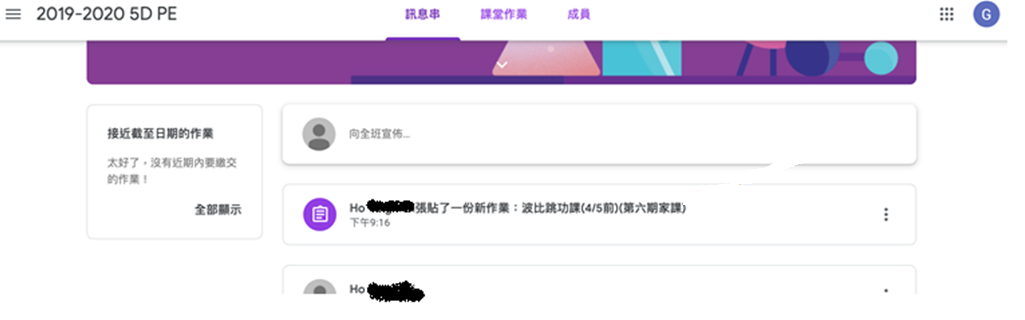 2019-2020 5D PE
訊息串
課堂作業
成員
G
接近截至日期的作業
太好了，沒有近期內要繳交
的作業！
全部顯示
向全班宣佈...
Ho 張貼了一份新作業：波比跳功課(4/5前)(第六期家課)
下午9:16
Ho